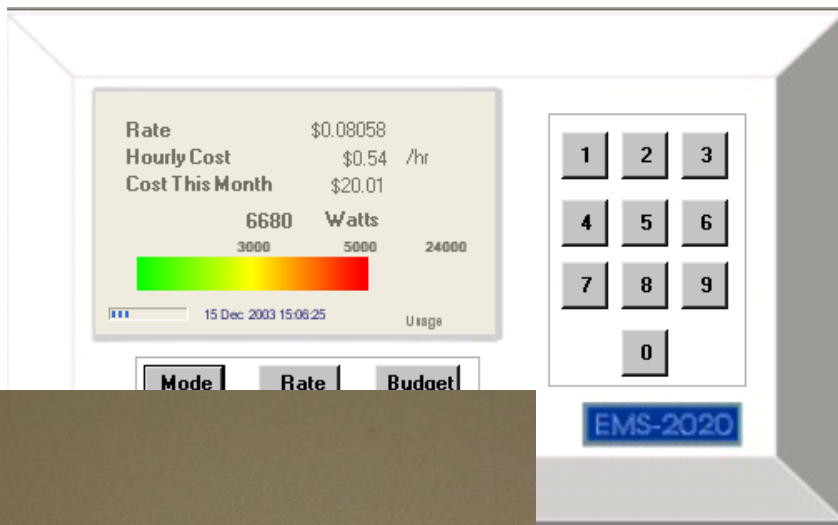 Rate $0.08058
Hourly Cost $0.54 /hr
Cost This Month $20.01
6680 Watts
3000 5000 24000
15 Dec 2003 15:06:25
Usage
Mode Rate Budget
1 2 3
4 5 6
7 8 9
0
EMS-2020